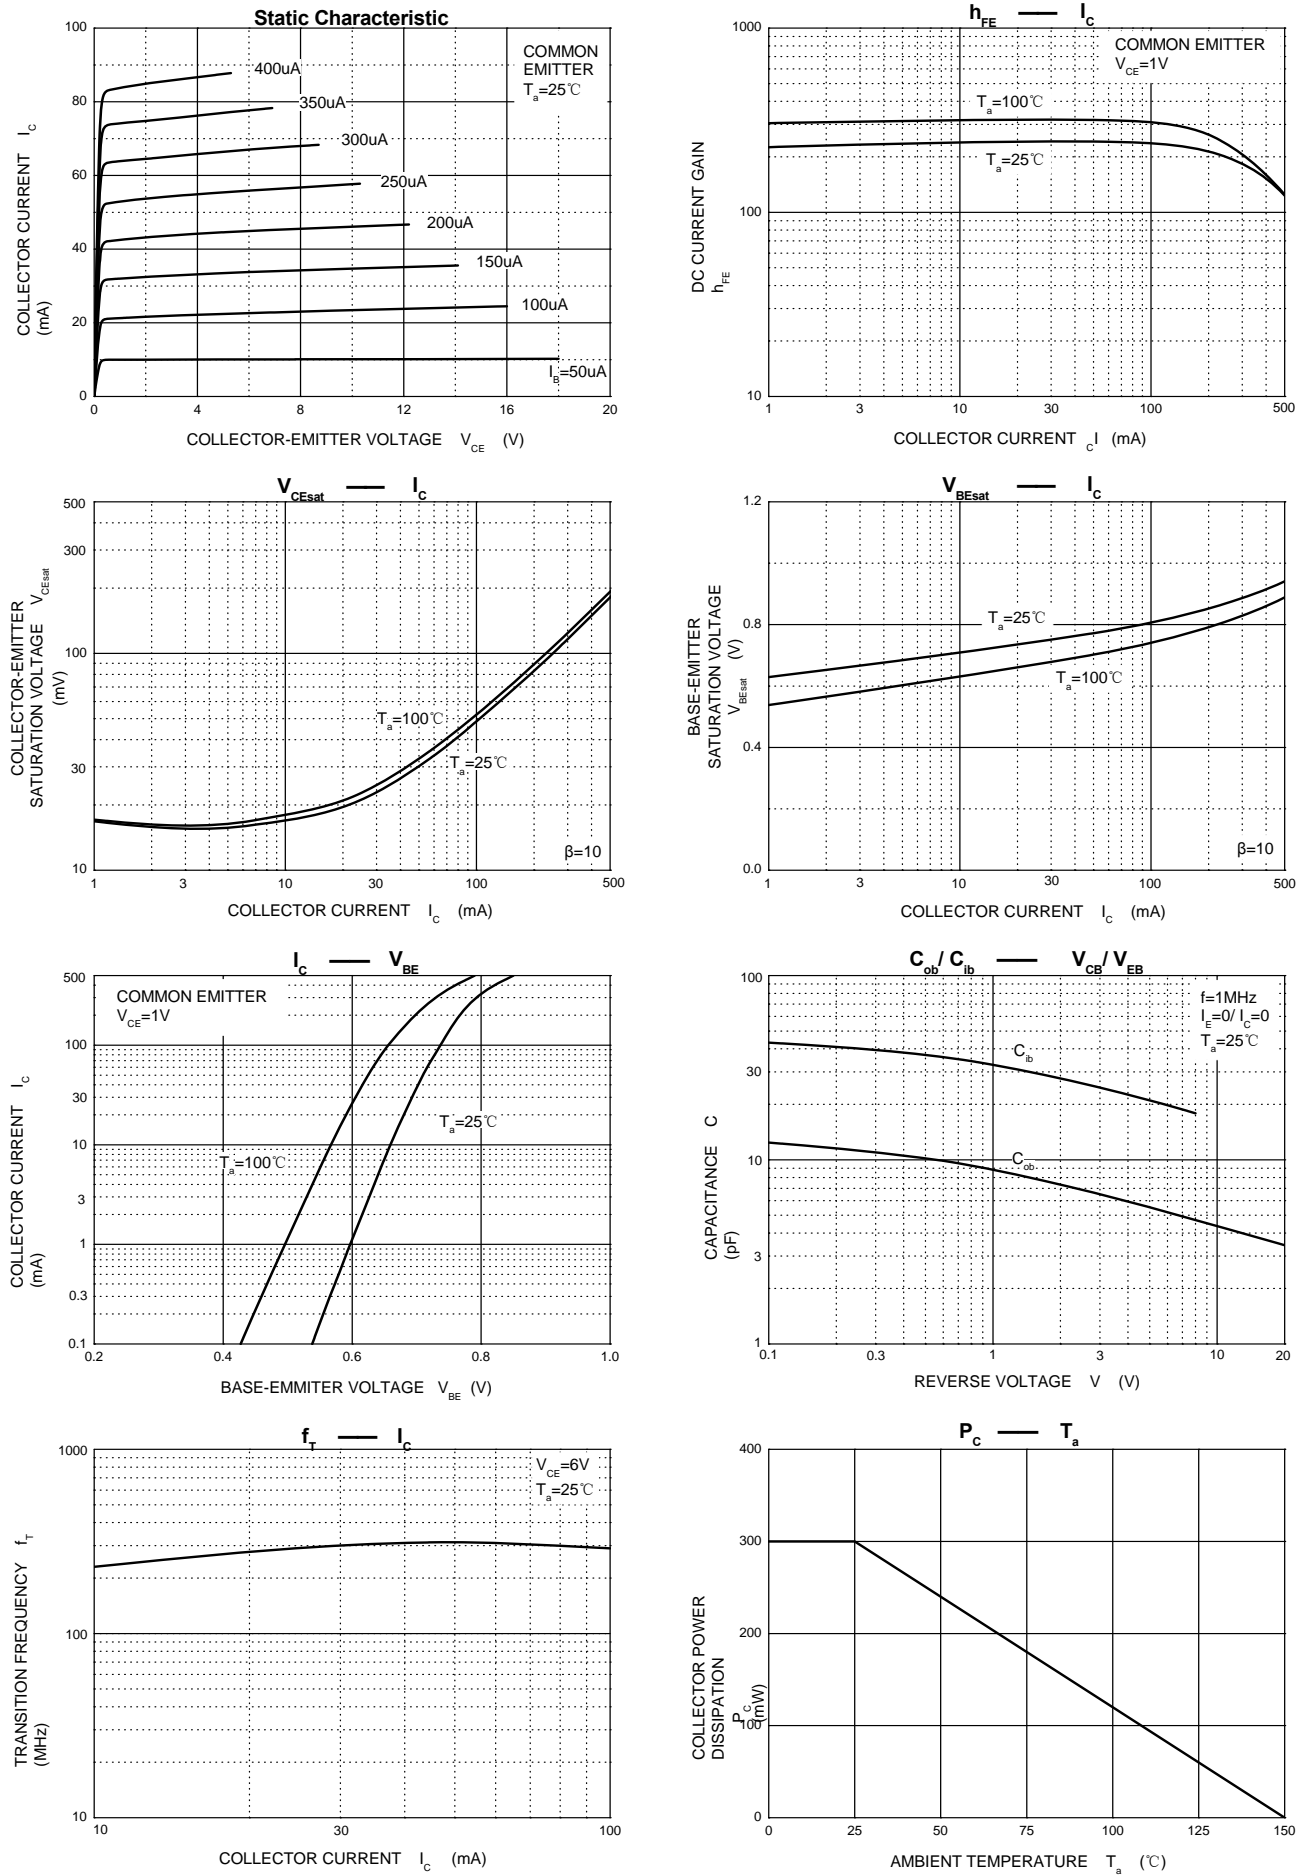 Static Characteristic
COMMON
EMITTER
Ta=25℃
400uA
350uA
300uA
250uA
200uA
150uA
100uA
IB=50uA
100
80
60
40
20
0
0 4 8 12 16 20
COLLECTOR CURRENT IC
(mA)
COLLECTOR-EMITTER VOLTAGE VCE (V)
hFE —— IC
COMMON EMITTER
VCE=1V
Ta=100℃
Ta=25℃
1000
100
10
1 3 10 30 100 500
DC CURRENT GAIN
hFE
COLLECTOR CURRENT CI (mA)
VCEsat —— IC
500
300
100
30
10
1 3 10 30 100 500
Ta=100℃
Ta=25℃
β=10
COLLECTOR-EMITTER
SATURATION VOLTAGE VCEsat
(mV)
COLLECTOR CURRENT IC (mA)
VBEsat —— IC
1.2
0.8
0.4
0.0
1 3 10 30 100 500
Ta=25℃
Ta=100℃
β=10
BASE-EMITTER
SATURATION VOLTAGE
VBEsat (V)
COLLECTOR CURRENT IC (mA)
IC —— VBE
COMMON EMITTER
VCE=1V
500
100
30
10
3
1
0.3
0.1
0.2 0.4 0.6 0.8 1.0
Ta=25℃
Ta=100℃
COLLECTOR CURRENT IC
(mA)
BASE-EMMITER VOLTAGE VBE (V)
Cob/ Cib —— VCB/ VEB
f=1MHz
IE=0/ IC=0
Ta=25℃
Cib
Cob
100
30
10
3
1
0.1 0.3 1 3 10 20
CAPACITANCE C
(pF)
REVERSE VOLTAGE V (V)
fT —— IC
VCE=6V
Ta=25℃
1000
100
10
10 30 100
TRANSITION FREQUENCY fT
(MHz)
COLLECTOR CURRENT IC (mA)
PC —— Ta
400
300
200
100
0
0 25 50 75 100 125 150
COLLECTOR POWER
DISSIPATION
PC (mW)
AMBIENT TEMPERATURE Ta (℃)